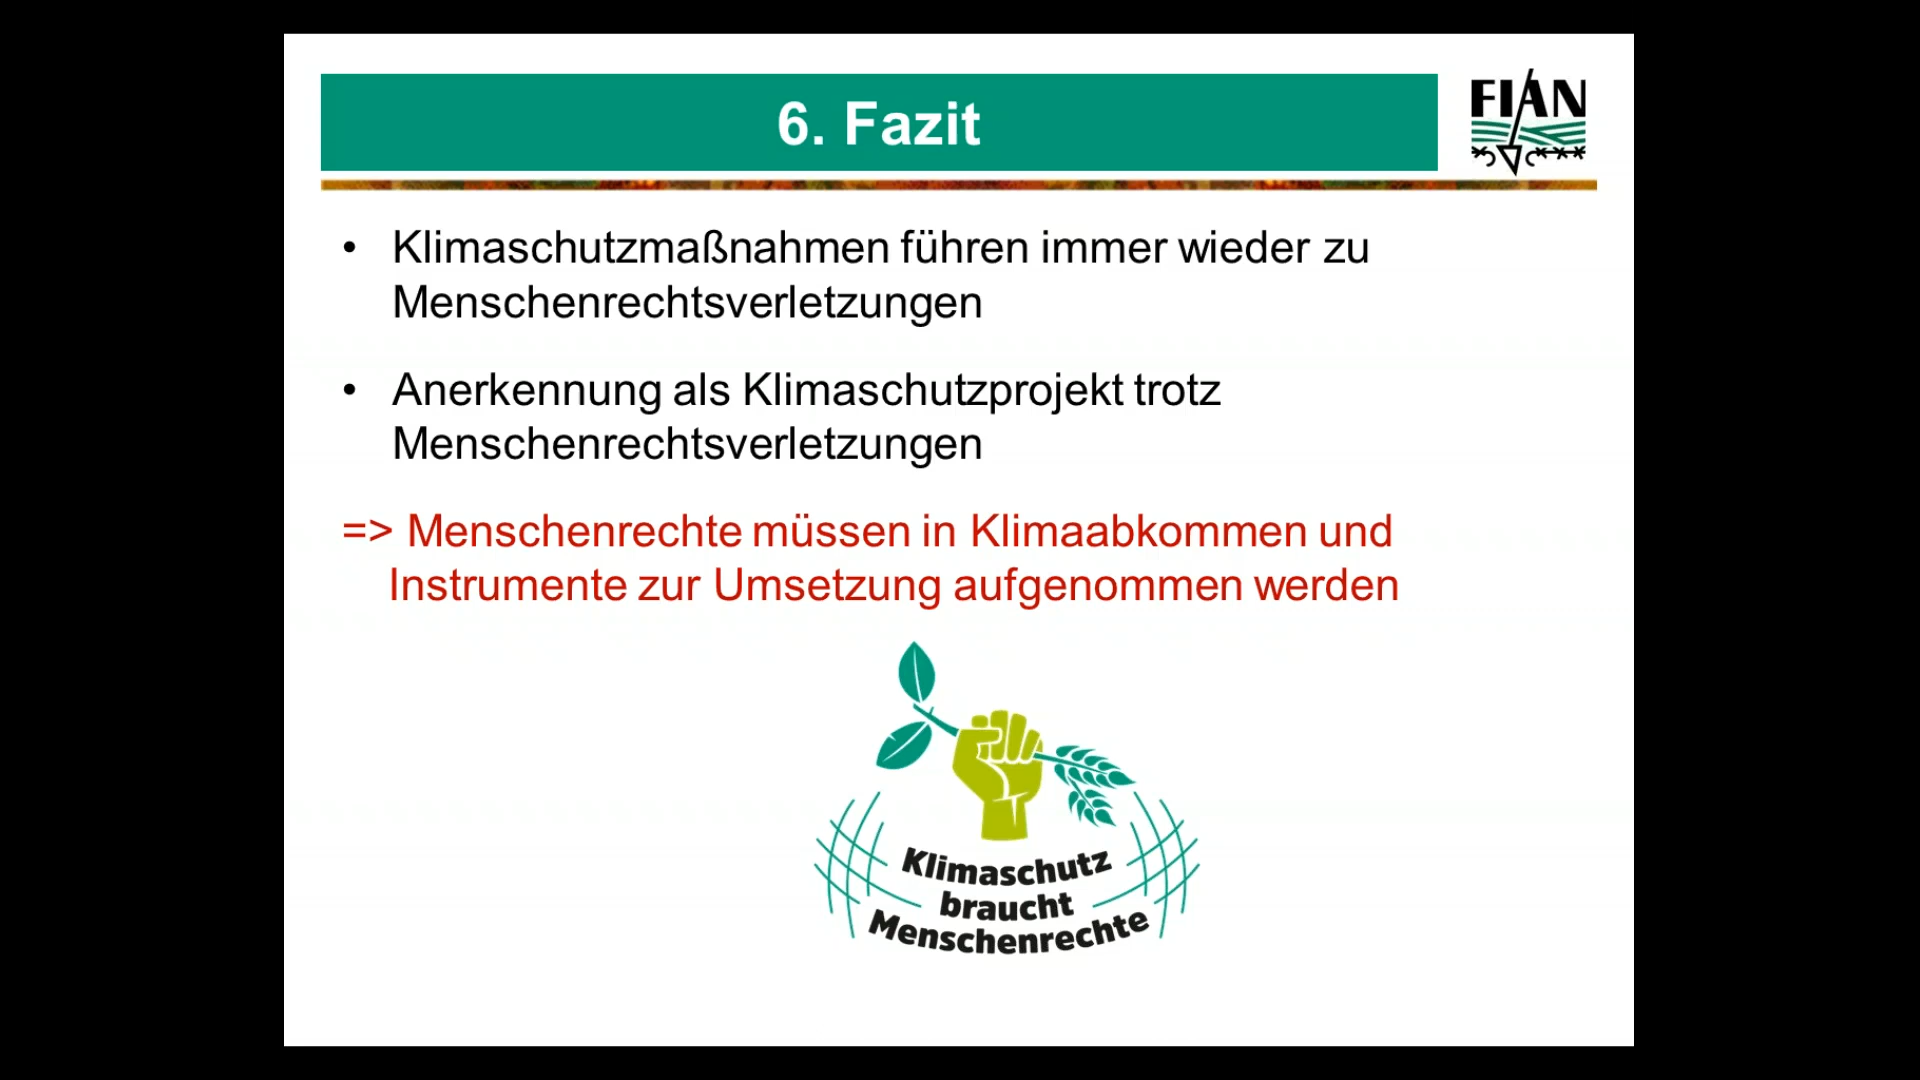 6. Fazit
FIAN
• Klimaschutzmaßnahmen führen immer wieder zu
Menschenrechtsverletzungen
• Anerkennung als Klimaschutzprojekt trotz
Menschenrechtsverletzungen
=> Menschenrechte müssen in Klimaabkommen und
Instrumente zur Umsetzung aufgenommen werden
Klimaschutz
braucht
Menschenrechte